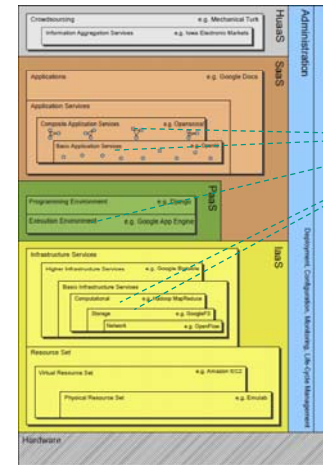 Crowdsourcing e.g. Mechanical Turk
Information Aggregation Services e.g. Iowa Electronic Markets
HuaaS
Applications e.g. Google Docs
Application Services
Composite Application Services e.g. Opensocial
Basic Application Services e.g. OpenId
SaaS
Programming Environment e.g. Django
Execution Environment e.g. Google App Engine
PaaS
Infrastructure Services
Higher Infrastructure Services e.g. Google Bigtable
Basic Infrastructure Services
Computational e.g. Hadoop MapReduce
Storage e.g. GoogleFS
Network e.g. OpenFlow
Resource Set
Virtual Resource Set e.g. Amazon EC2
Physical Resource Set e.g. Emulab
IaaS
Hardware
Administration
Deployment, Configuration, Monitoring, Life-Cycle Management